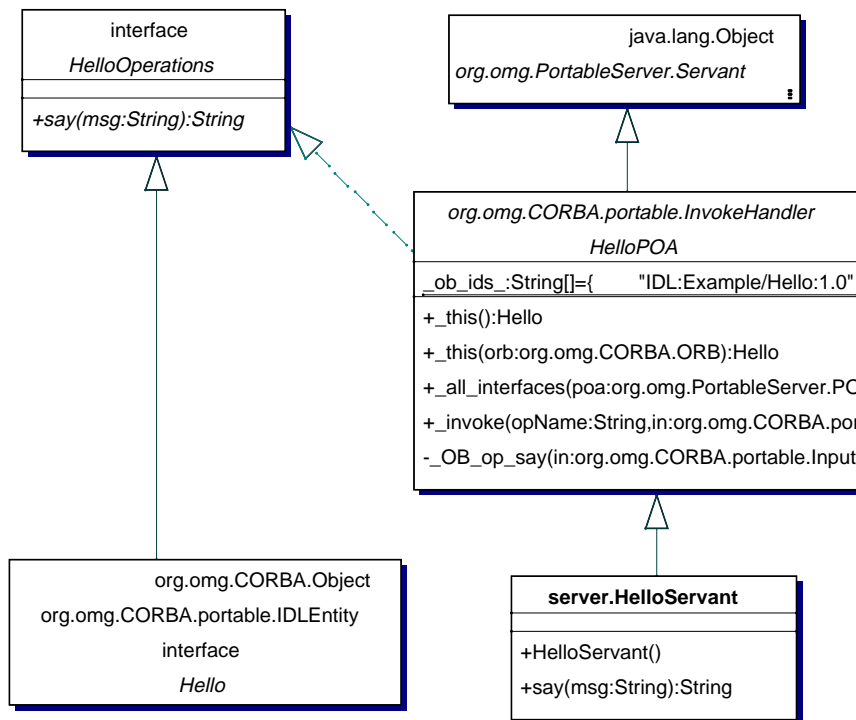 interface
HelloOperations
+say(msg:String):String
java.lang.Object
org.omg.PortableServer.Servant
org.omg.CORBA.portable.InvokeHandler
HelloPOA
_ob_ids_:String[]={ "IDL:Example/Hello:1.0"
+_this():Hello
+_this(orb:org.omg.CORBA.ORB):Hello
+_all_interfaces(poa:org.omg.PortableServer.PO
+_invoke(opName:String,in:org.omg.CORBA.por
-_OB_op_say(in:org.omg.CORBA.portable.Input
org.omg.CORBA.Object
org.omg.CORBA.portable.IDLEntity
interface
Hello
server.HelloServant
+HelloServant()
+say(msg:String):String